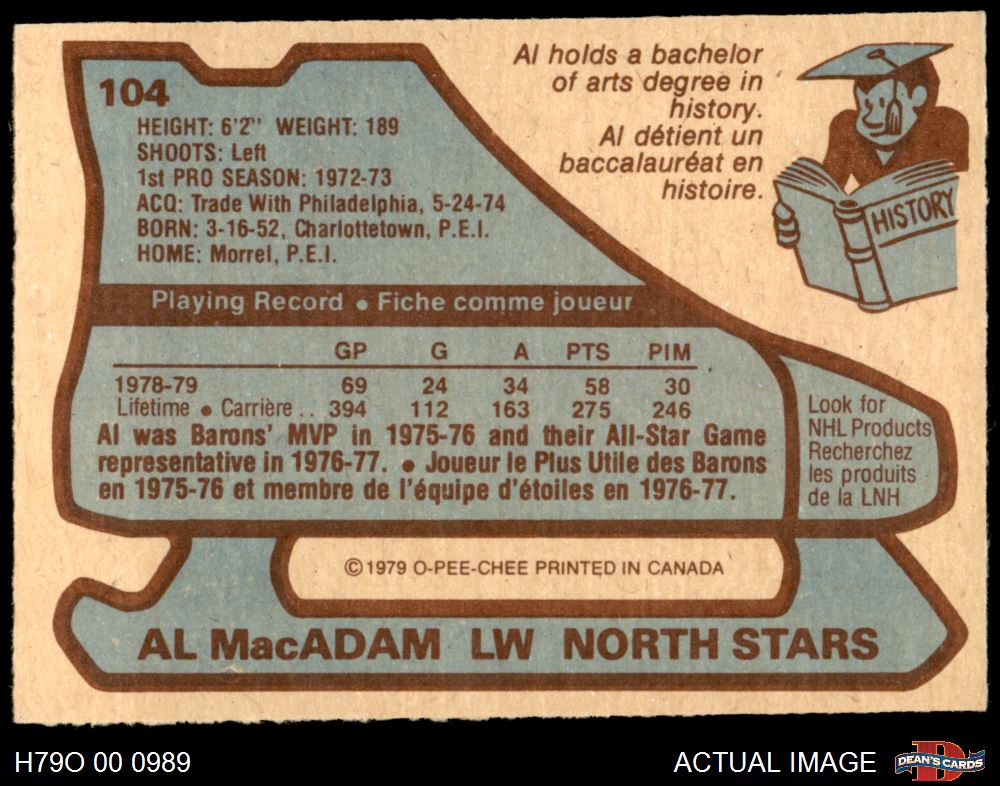 104
HEIGHT: 6'2" WEIGHT: 189
SHOOTS: Left
1st PRO SEASON: 1972-73
ACQ: Trade With Philadelphia, 5-24-74
BORN: 3-16-52, Charlottetown, P.E.I.
HOME: Morrel, P.E.I.
Al holds a bachelor
of arts degree in
history.
Al détient un
baccalauréat en
histoire.
HISTORY
Playing Record • Fiche comme joueur
GP G A PTS PIM
1978-79 69 24 34 58 30
Lifetime • Carrière .. 394 112 163 275 246
Al was Barons' MVP in 1975-76 and their All-Star Game
representative in 1976-77. • Joueur le Plus Utile des Barons
en 1975-76 et membre de l'équipe d'étoiles en 1976-77.
Look for
NHL Products
Recherchez
les produits
de la LNH
© 1979 O-PEE-CHEE PRINTED IN CANADA
AL MacADAM LW NORTH STARS
H79O 00 0989
ACTUAL IMAGE
DEAN'S CARDS